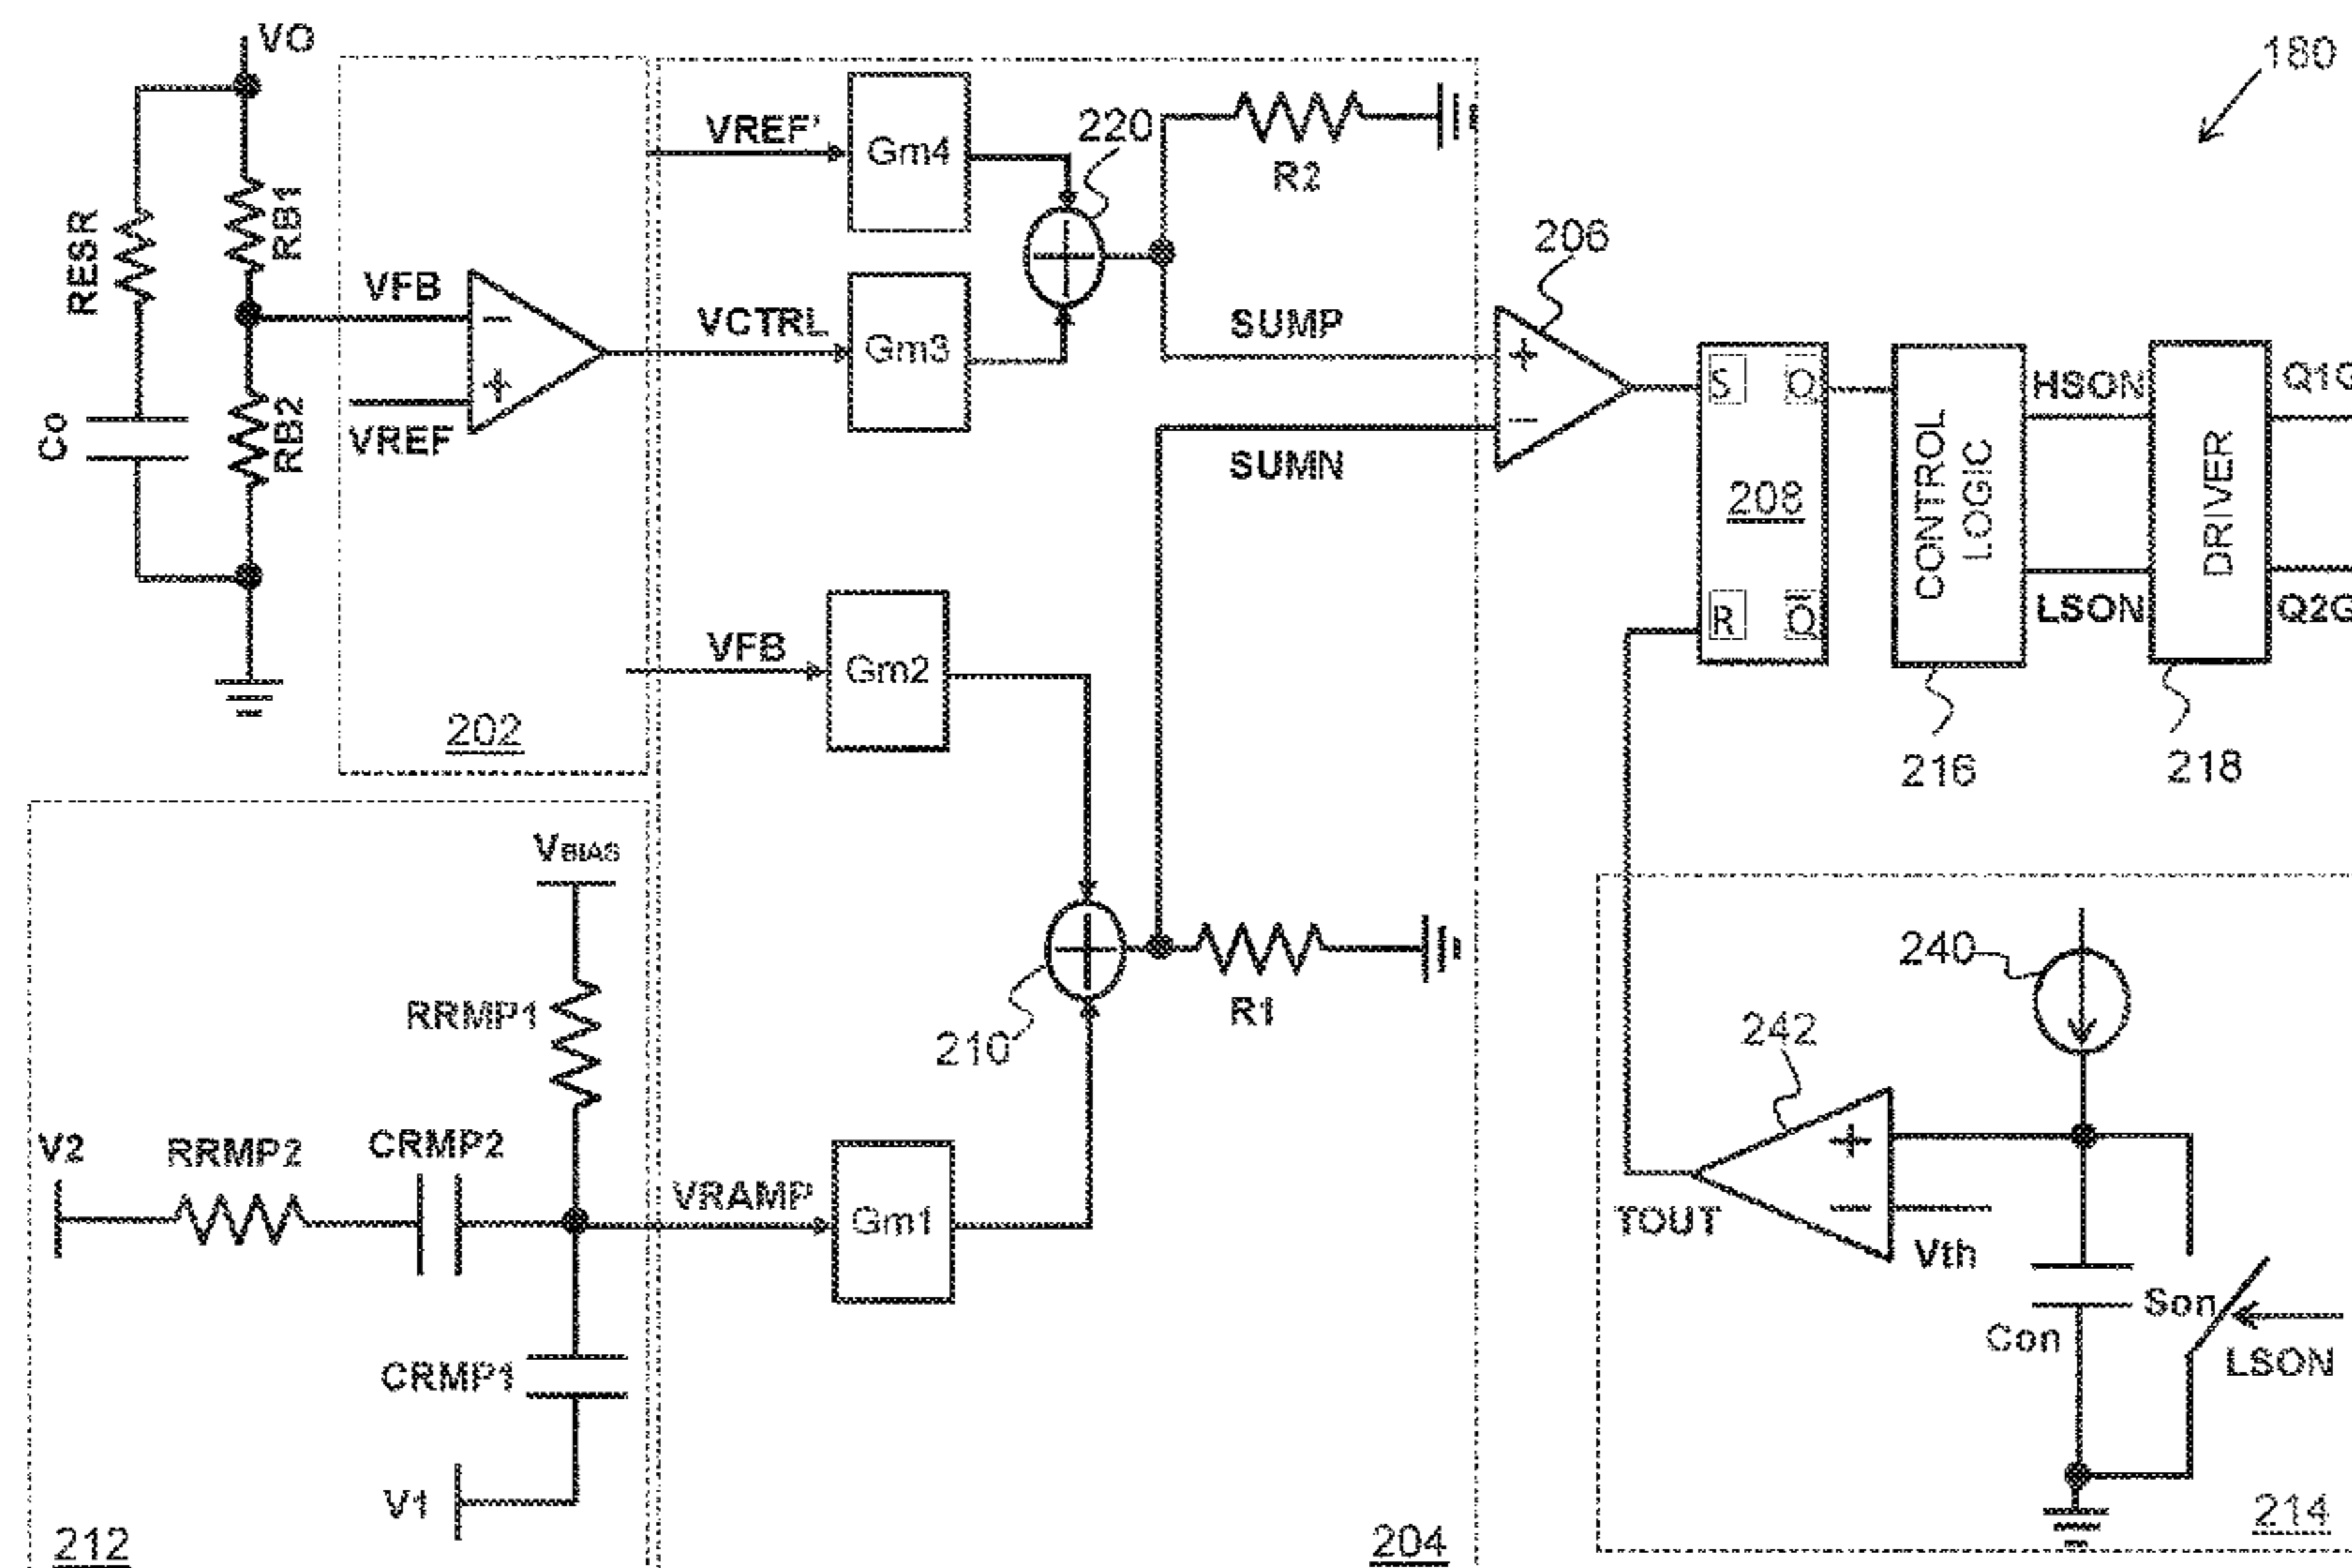 180
VO
RESR
RB1
Co
RB2
VFB
VREF
202
VREF'
Gm4
220
R2
VCTRL
Gm3
SUMP
SUMN
206
S
Q
208
R
Q
CONTROL
LOGIC
216
HSON
LSON
DRIVER
218
Q1G
Q2G
VFB
Gm2
210
R1
VBIAS
RRMP1
V2
RRMP2
CRMP2
VRAMP
Gm1
CRMP1
V1
212
204
240
242
TOUT
Vth
Con
Son
LSON
214